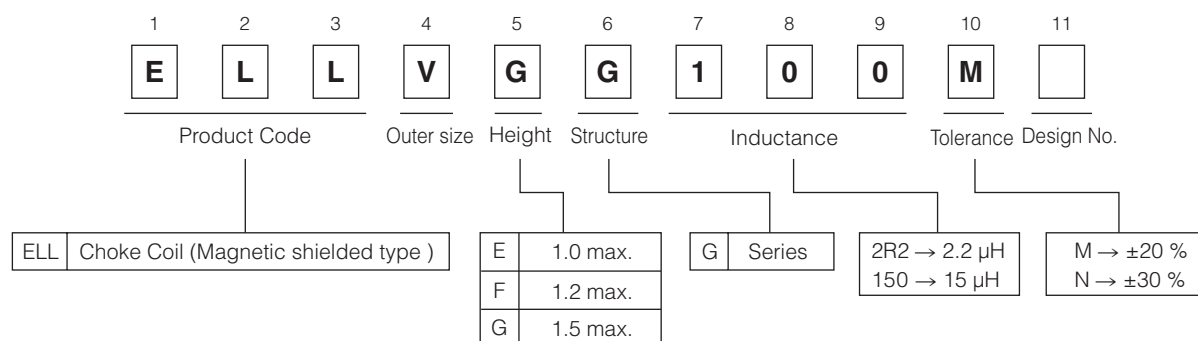 1 2 3 4 5 6 7 8 9 10 11
E L L V G G 1 0 0 M
Product Code Outer size Height Structure Inductance Tolerance Design No.
ELL Choke Coil (Magnetic shielded type )
E 1.0 max.
F 1.2 max.
G 1.5 max.
G Series
2R2 → 2.2 µH
150 → 15 µH
M → ±20 %
N → ±30 %